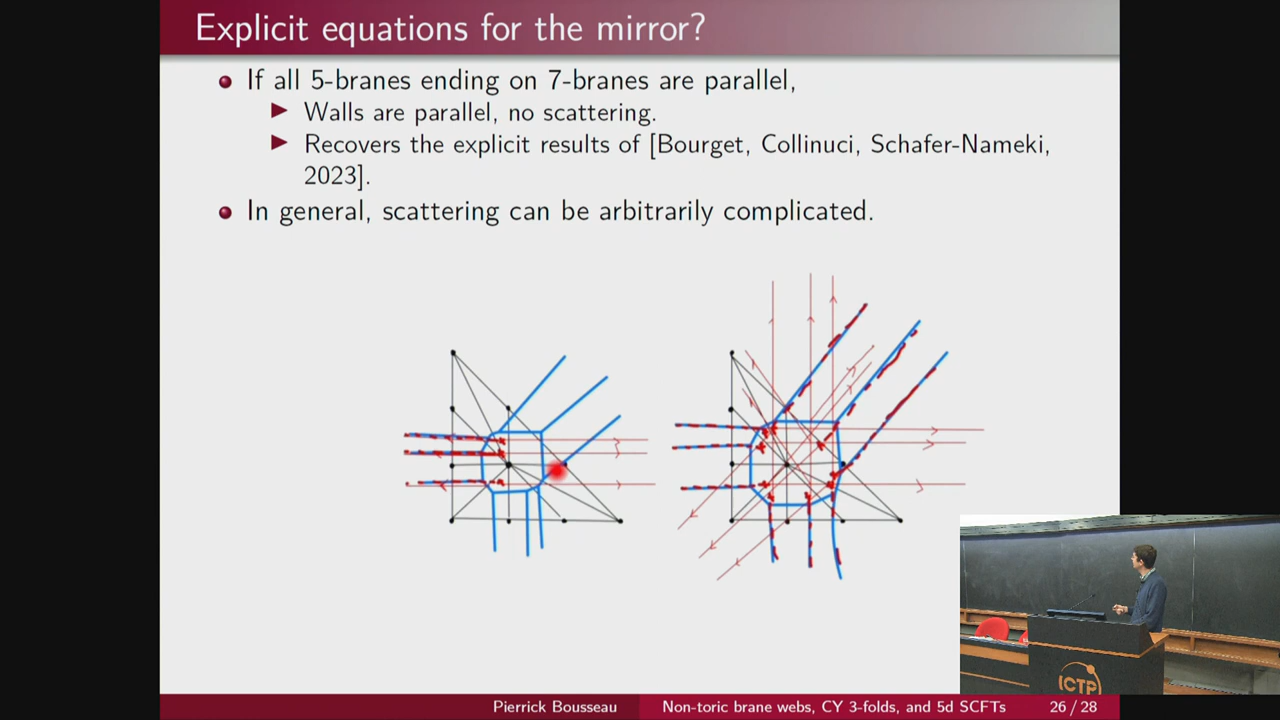 Explicit equations for the mirror?
If all 5-branes ending on 7-branes are parallel,
Walls are parallel, no scattering.
Recovers the explicit results of [Bourget, Collinuci, Schafer-Nameki,
2023].
In general, scattering can be arbitrarily complicated.
ICTP
Pierrick Bousseau Non-toric brane webs, CY 3-folds, and 5d SCFTs 26 / 28